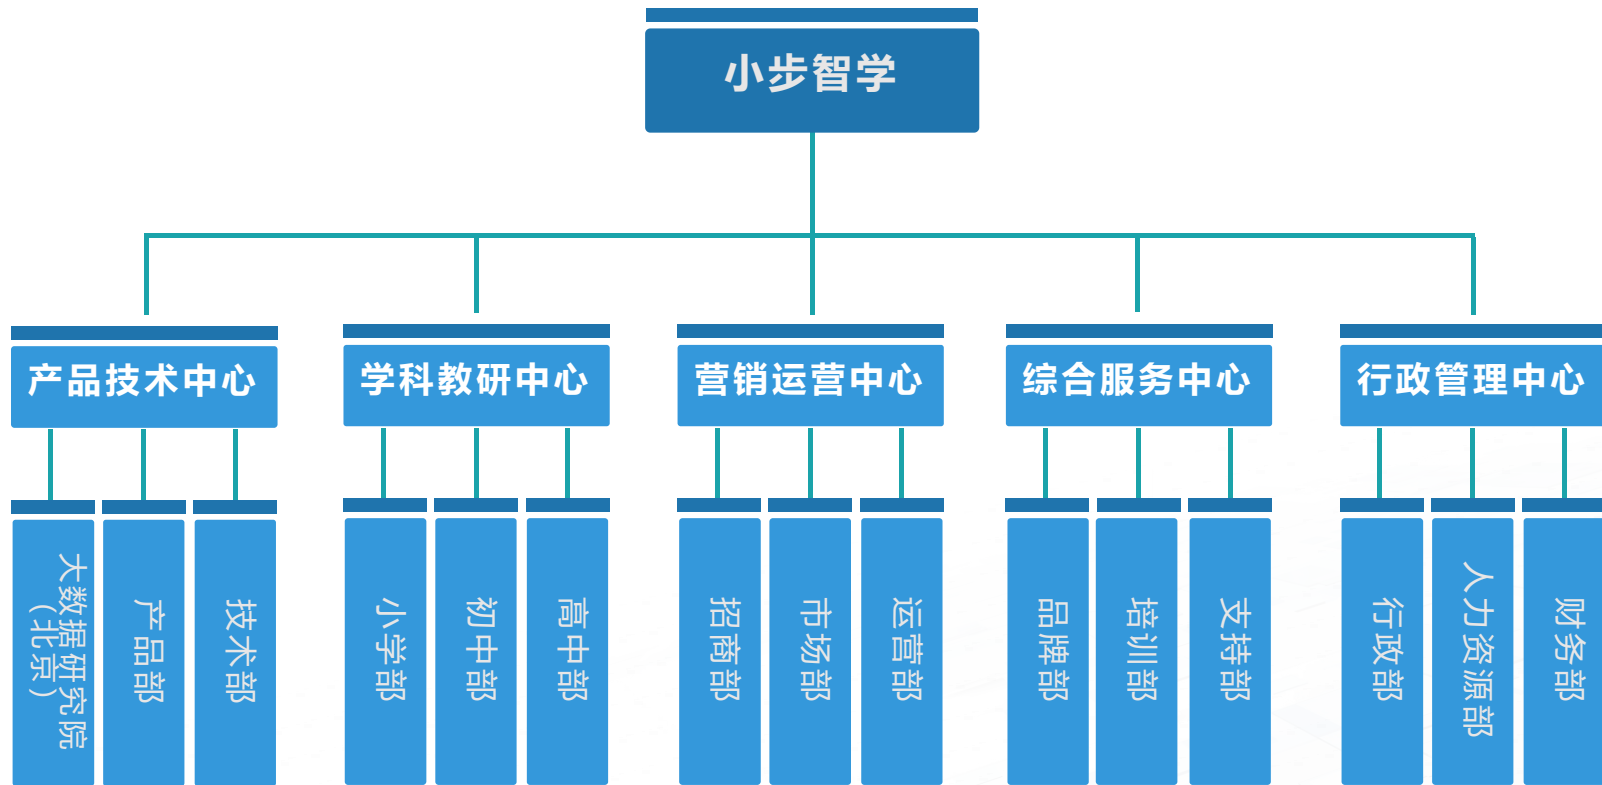 小步智学
产品技术中心
学科教研中心
营销运营中心
综合服务中心
行政管理中心
大数据研究院
（北京）
产品部
技术部
小学部
初中部
高中部
招商部
市场部
运营部
品牌部
培训部
支持部
行政部
人力资源部
财务部